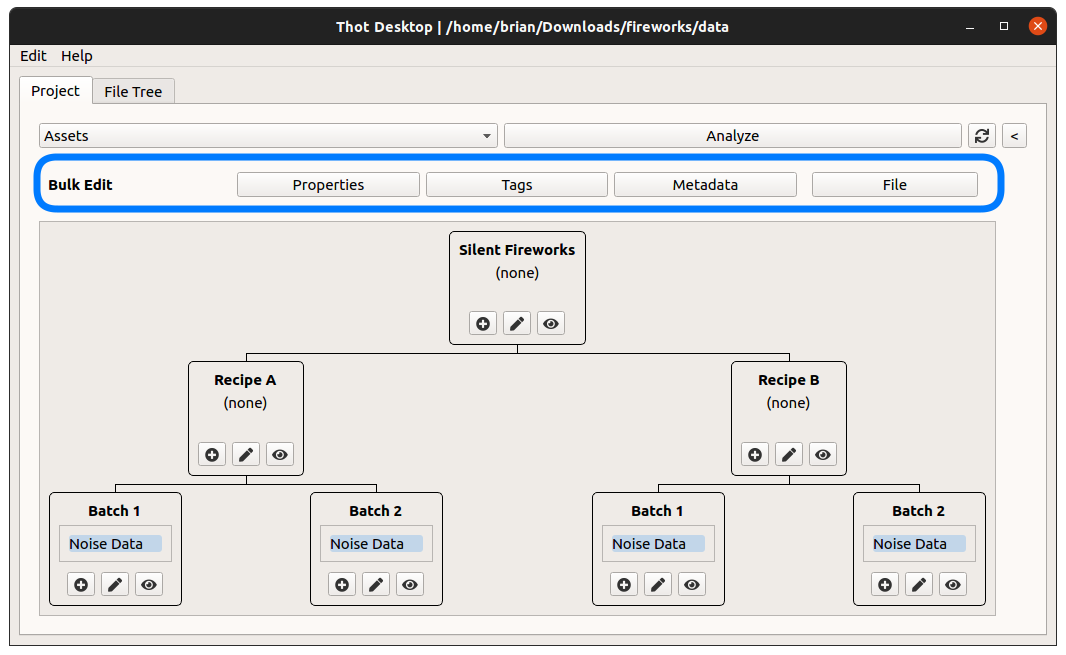 Thot Desktop | /home/brian/Downloads/fireworks/data
Edit Help
Project File Tree
Assets Analyze <
Bulk Edit Properties Tags Metadata File
Silent Fireworks
(none)
Recipe A Recipe B
(none) (none)
Batch 1 Batch 2 Batch 1 Batch 2
Noise Data Noise Data Noise Data Noise Data